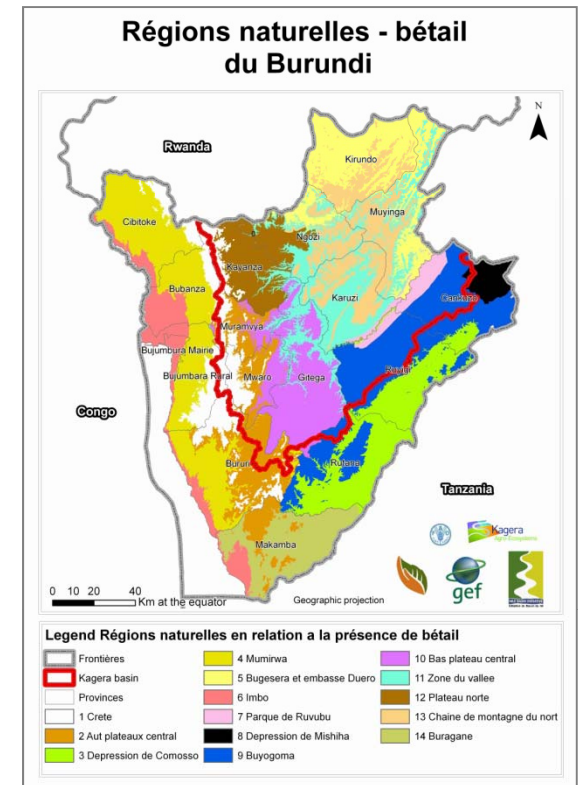 Régions naturelles - bétail
du Burundi
N
Rwanda
Kirundo
Cibitoke
Muyinga
Ngozi
Kayanza
Bubanza
Cankuzo
Karuzi
Muramvya
Bujumbura Mairie
Bujumbara Rural
Mwaro
Gitega
Ruyigi
Congo
Bururi
Rutana
Tanzania
Makamba
Kagera
Agro Ecosystems
gef
0 10 20 40
Km at the equator
Geographic projection
Legend Régions naturelles en relation a la présence de bétail
Frontières
Kagera basin
Provinces
1 Crete
2 Aut plateaux central
3 Depression de Comosso
4 Mumirwa
5 Bugesera et embasse Duero
6 Imbo
7 Parque de Ruvubu
8 Depression de Mishiha
9 Buyogoma
10 Bas plateau central
11 Zone du vallee
12 Plateau norte
13 Chaine de montagne du nort
14 Buragane